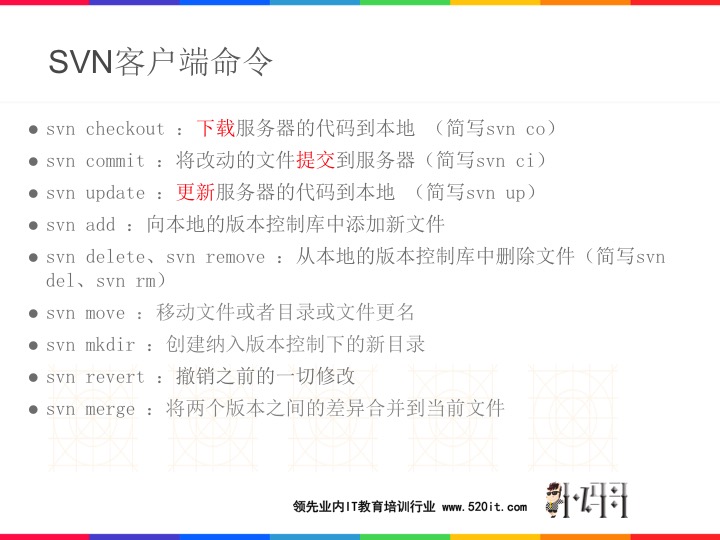 SVN客户端命令
● svn checkout ：下载服务器的代码到本地 （简写svn co）
● svn commit ：将改动的文件提交到服务器（简写svn ci）
● svn update ：更新服务器的代码到本地 （简写svn up）
● svn add ：向本地的版本控制库中添加新文件
● svn delete、svn remove ：从本地的版本控制库中删除文件（简写svn
del、svn rm）
● svn move ：移动文件或者目录或文件更名
● svn mkdir ：创建纳入版本控制下的新目录
● svn revert ：撤销之前的一切修改
● svn merge ：将两个版本之间的差异合并到当前文件
领先业内IT教育培训行业 www.520it.com 小码哥